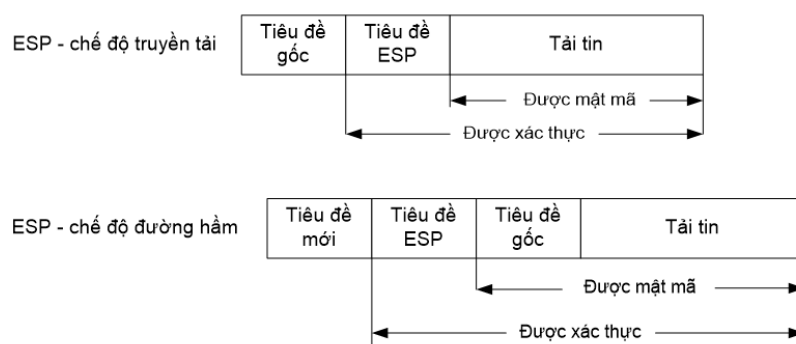 ESP - chế độ truyền tải
Tiêu đề
gốc
Tiêu đề
ESP
Tải tin
Được mật mã
Được xác thực
ESP - chế độ đường hầm
Tiêu đề
mới
Tiêu đề
ESP
Tiêu đề
gốc
Tải tin
Được mật mã
Được xác thực